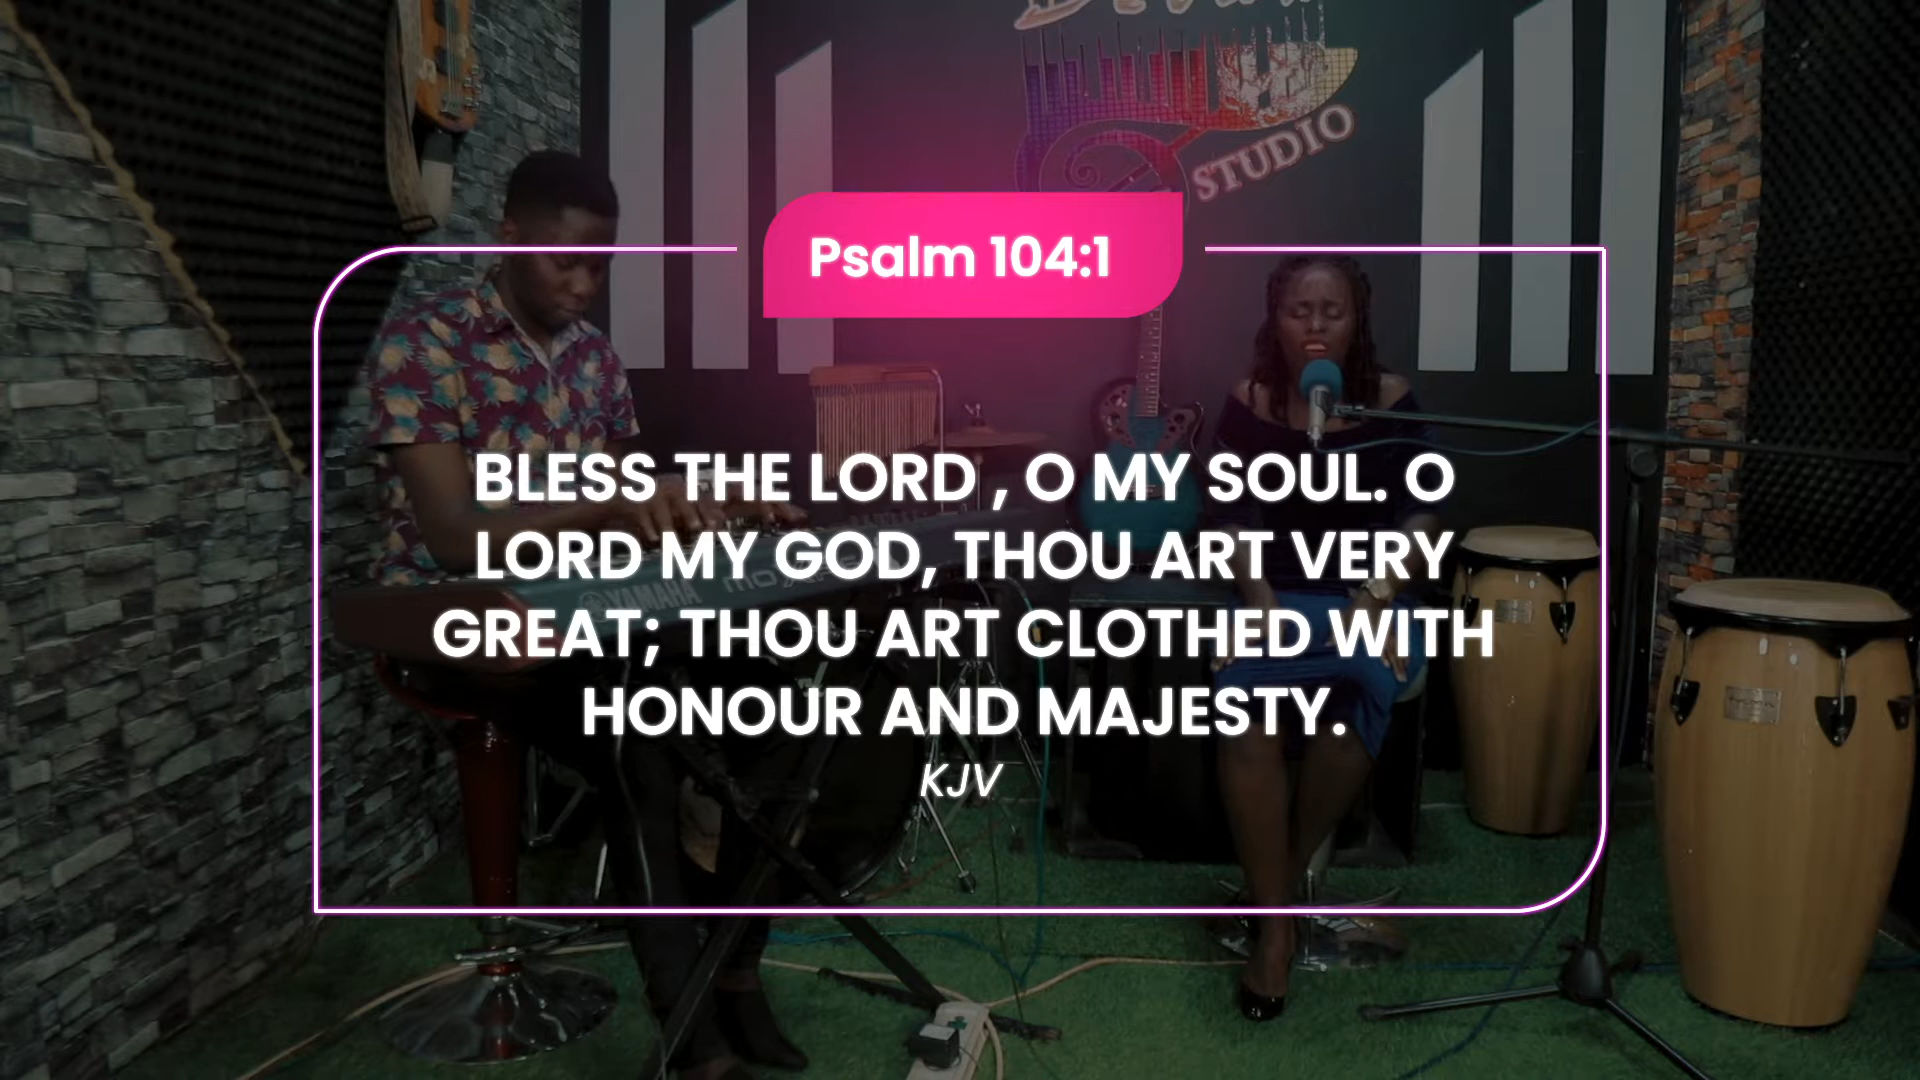 STUDIO
Psalm 104:1
BLESS THE LORD , O MY SOUL. O
LORD MY GOD, THOU ART VERY
GREAT; THOU ART CLOTHED WITH
HONOUR AND MAJESTY.
KJV
YAMAHA